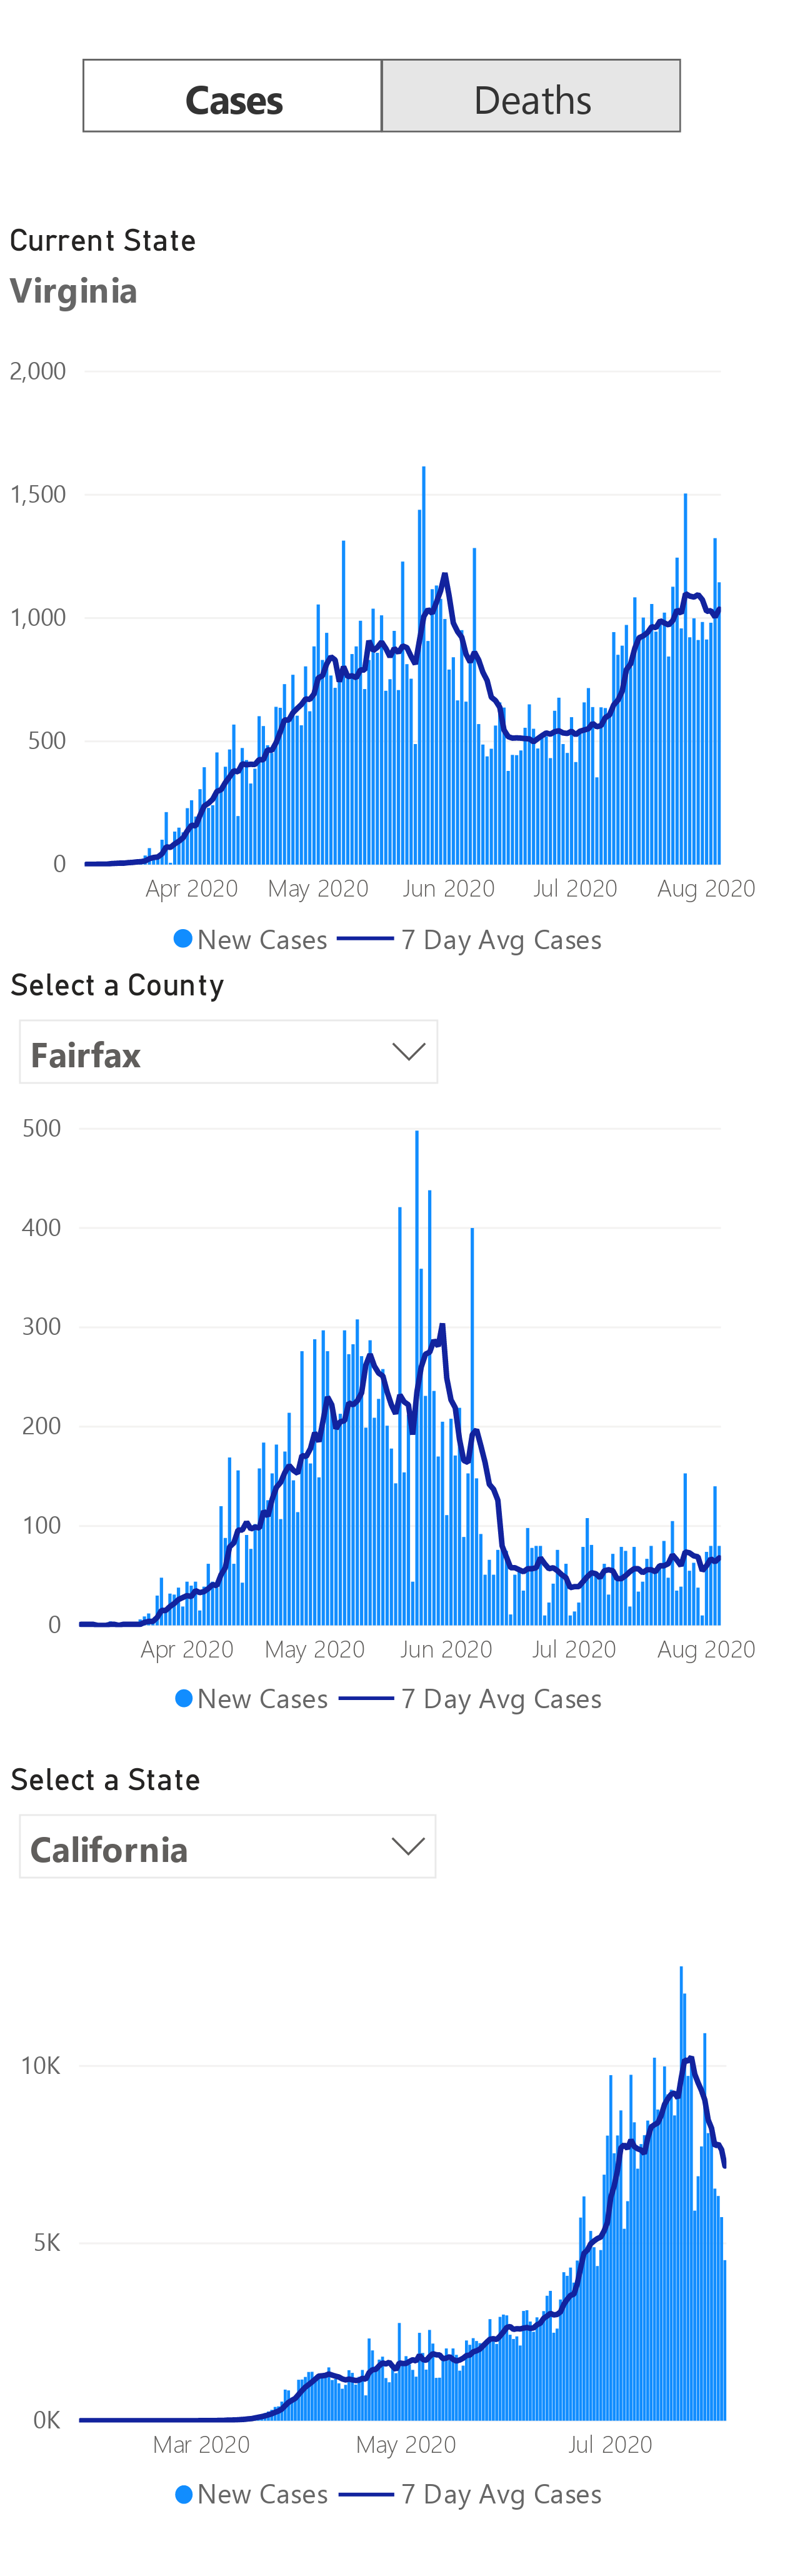 Cases Deaths
Current State
Virginia
2,000
1,500
1,000
500
0
Apr 2020 May 2020 Jun 2020 Jul 2020 Aug 2020
New Cases 7 Day Avg Cases
Select a County
Fairfax
500
400
300
200
100
0
Apr 2020 May 2020 Jun 2020 Jul 2020 Aug 2020
New Cases 7 Day Avg Cases
Select a State
California
10K
5K
0K
Mar 2020 May 2020 Jul 2020
New Cases 7 Day Avg Cases